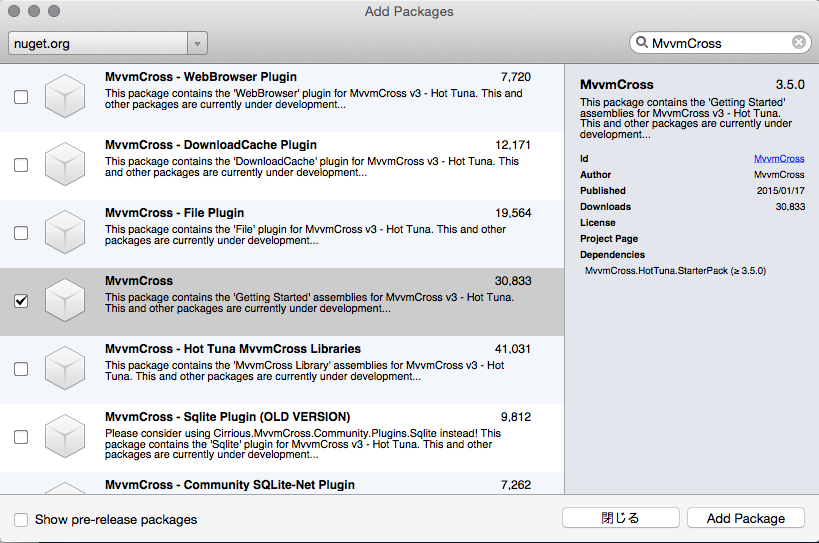 Add Packages
nuget.org
MvvmCross
MvvmCross - WebBrowser Plugin 7,720
This package contains the 'WebBrowser' plugin for MvvmCross v3 - Hot Tuna. This and
other packages are currently under development...
MvvmCross - DownloadCache Plugin 12,171
This package contains the 'DownloadCache' plugin for MvvmCross v3 - Hot Tuna. This
and other packages are currently under development...
MvvmCross - File Plugin 19,564
This package contains the 'File' plugin for MvvmCross v3 - Hot Tuna. This and other
packages are currently under development...
MvvmCross 30,833
This package contains the 'Getting Started' assemblies for MvvmCross v3 - Hot Tuna.
This and other packages are currently under development...
MvvmCross - Hot Tuna MvvmCross Libraries 41,031
This package contains the 'MvvmCross Library' assemblies for MvvmCross v3 - Hot
Tuna. This and other packages are currently under development...
MvvmCross - Sqlite Plugin (OLD VERSION) 9,812
Please consider using Cirrious.MvvmCross.Community.Plugins.Sqlite instead! This
package contains the 'Sqlite' plugin for MvvmCross v3 - Hot Tuna. This and other
packages are currently under development...
MvvmCross - Community SQLite-Net Plugin 7,262
MvvmCross 3.5.0
This package contains the 'Getting Started'
assemblies for MvvmCross v3 - Hot Tuna.
This and other packages are currently under
development...
Id MvvmCross
Author MvvmCross
Published 2015/01/17
Downloads 30,833
License
Project Page
Dependencies
MvvmCross.HotTuna.StarterPack (≥ 3.5.0)
Show pre-release packages
閉じる
Add Package